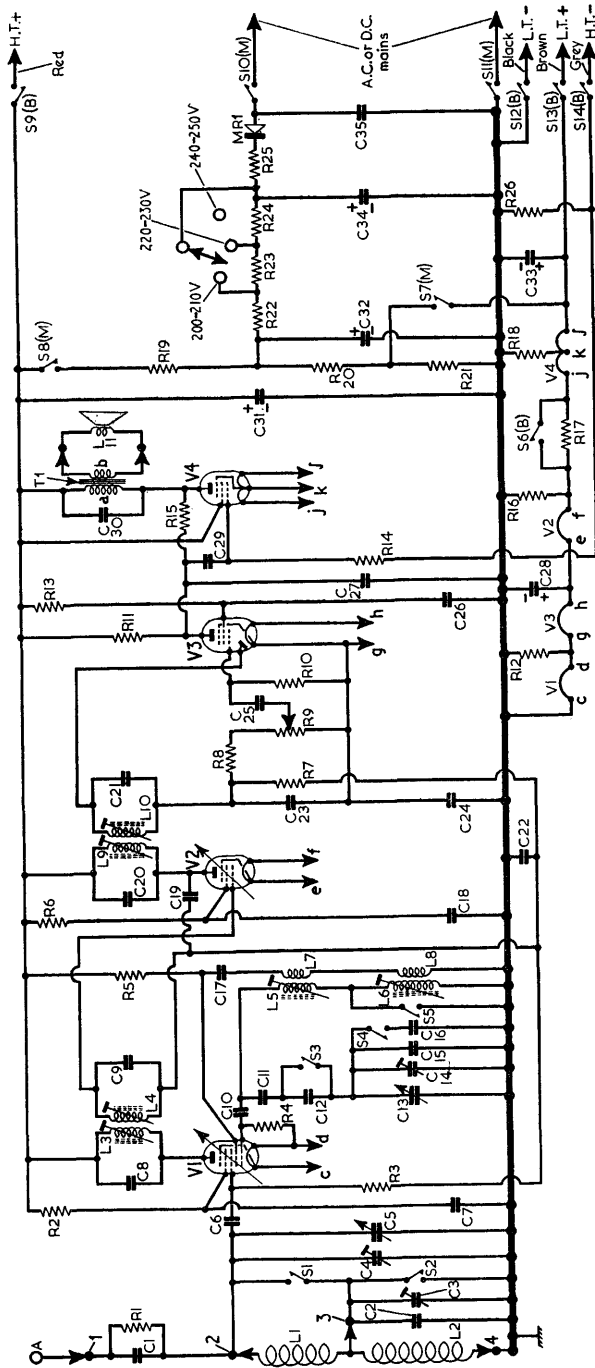 H.T.+
Red
S9(B)
S8(M)
R19
R20
R21
C31
+
-
T1
a
b
L11
C30
R15
V4
C29
R14
j
k
j
R13
R11
V3
C27
C26
h
g
R10
C25
R9
R8
R7
C23
C24
C21
L10
L9
C20
V2
C19
f
e
R6
C18
C22
R5
C17
L7
L5
L8
L6
S5
S4
C16
C15
C14
C13
S3
C12
C11
C10
R4
d
c
C9
L4
L3
C8
V1
R2
R3
C6
C7
C5
C4
S1
S2
C3
C2
A
1
R1
C1
2
L1
3
L2
4
200-210V
220-230V
240-250V
R22
R23
R24
R25
MR1
S10(M)
A.C. or D.C.
mains
C32
+
-
C34
+
-
C35
S7(M)
S11(M)
Black
S12(B)
L.T.-
Brown
S13(B)
L.T.+
Grey
S14(B)
H.T.-
R26
C33
-
+
R18
V4
j
k
j
S6(B)
R17
R16
V2
f
e
C28
-
+
h
V3
g
R12
d
V1
c